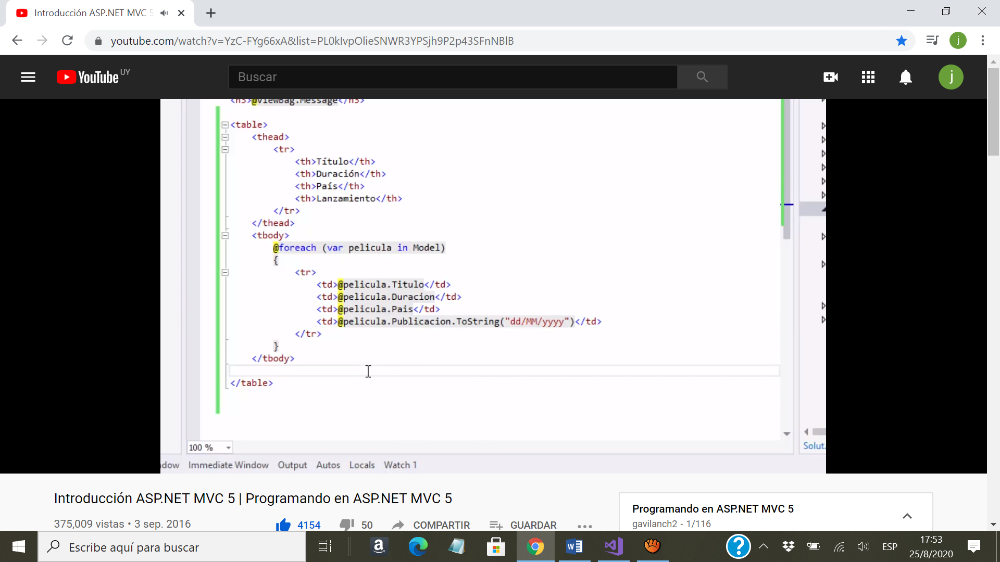 Introducción ASP.NET MVC 5
youtube.com/watch?v=YzC-FYg66xA&list=PL0kIvpOlieSNWR3YPSjh9P2p43SFnNBlB
j
YouTube UY
Buscar
j
<h3>@ViewBag.Message</h3>
<table>
<thead>
<tr>
<th>Título</th>
<th>Duración</th>
<th>País</th>
<th>Lanzamiento</th>
</tr>
</thead>
<tbody>
@foreach (var pelicula in Model)
{
<tr>
<td>@pelicula.Titulo</td>
<td>@pelicula.Duracion</td>
<td>@pelicula.Pais</td>
<td>@pelicula.Publicacion.ToString("dd/MM/yyyy")</td>
</tr>
}
</tbody>
</table>
100 %
Solut.
dow Immediate Window Output Autos Locals Watch 1
Introducción ASP.NET MVC 5 | Programando en ASP.NET MVC 5
375,009 vistas • 3 sep. 2016
4154 50 COMPARTIR GUARDAR
Programando en ASP.NET MVC 5
gavilanch2 - 1/116
Escribe aquí para buscar
ESP
17:53
25/8/2020